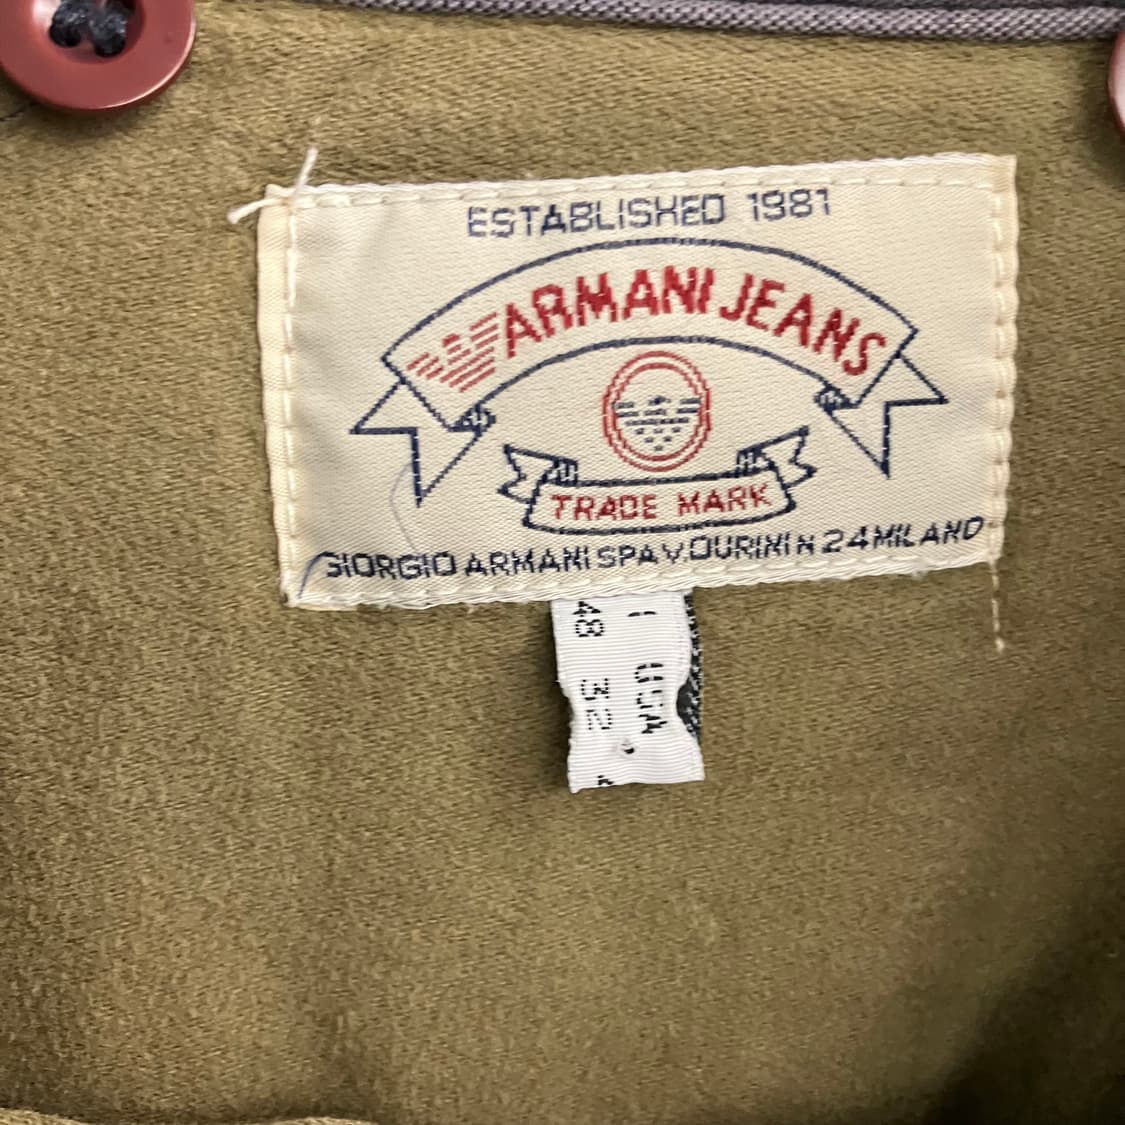 ESTABLISHED 1981
ARMANI JEANS
TRADE MARK
GIORGIO ARMANI SPA V. DURINI N 24 MILANO
I USA
48 32